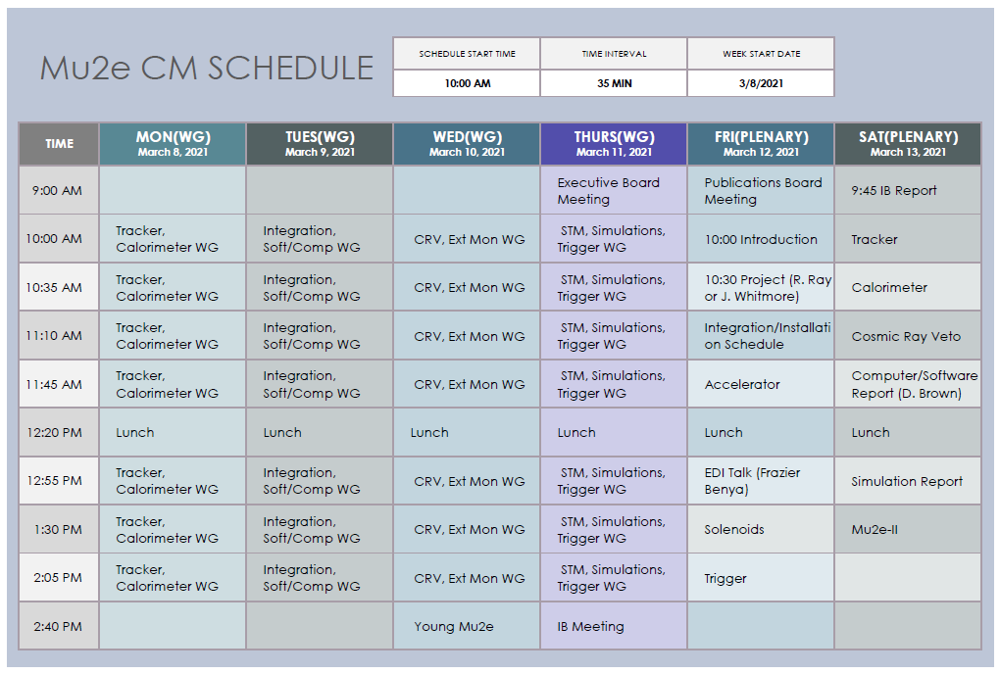 Mu2e CM SCHEDULE
SCHEDULE START TIME TIME INTERVAL WEEK START DATE
10:00 AM 35 MIN 3/8/2021
TIME MON(WG) TUES(WG) WED(WG) THURS(WG) FRI(PLENARY) SAT(PLENARY)
March 8, 2021 March 9, 2021 March 10, 2021 March 11, 2021 March 12, 2021 March 13, 2021
9:00 AM Executive Board Publications Board 9:45 IB Report
Meeting Meeting
10:00 AM Tracker, Integration, CRV, Ext Mon WG STM, Simulations, 10:00 Introduction Tracker
Calorimeter WG Soft/Comp WG Trigger WG
10:35 AM Tracker, Integration, CRV, Ext Mon WG STM, Simulations, 10:30 Project (R. Ray Calorimeter
Calorimeter WG Soft/Comp WG Trigger WG or J. Whitmore)
11:10 AM Tracker, Integration, CRV, Ext Mon WG STM, Simulations, Integration/Installati Cosmic Ray Veto
Calorimeter WG Soft/Comp WG Trigger WG on Schedule
11:45 AM Tracker, Integration, CRV, Ext Mon WG STM, Simulations, Accelerator Computer/Software
Calorimeter WG Soft/Comp WG Trigger WG Report (D. Brown)
12:20 PM Lunch Lunch Lunch Lunch Lunch Lunch
12:55 PM Tracker, Integration, CRV, Ext Mon WG STM, Simulations, EDI Talk (Frazier Simulation Report
Calorimeter WG Soft/Comp WG Trigger WG Benya)
1:30 PM Tracker, Integration, CRV, Ext Mon WG STM, Simulations, Solenoids Mu2e-II
Calorimeter WG Soft/Comp WG Trigger WG
2:05 PM Tracker, Integration, CRV, Ext Mon WG STM, Simulations, Trigger
Calorimeter WG Soft/Comp WG Trigger WG
2:40 PM Young Mu2e IB Meeting